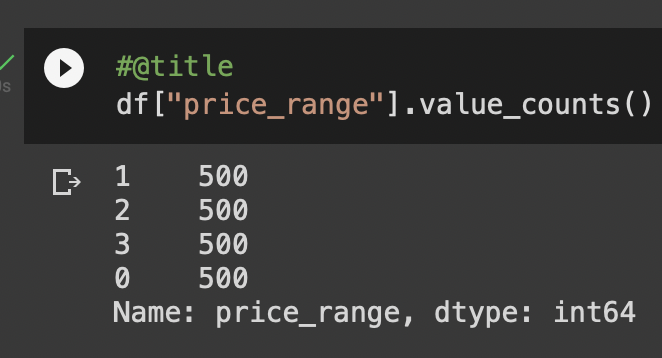 #@title
df["price_range"].value_counts()
1    500
2    500
3    500
0    500
Name: price_range, dtype: int64